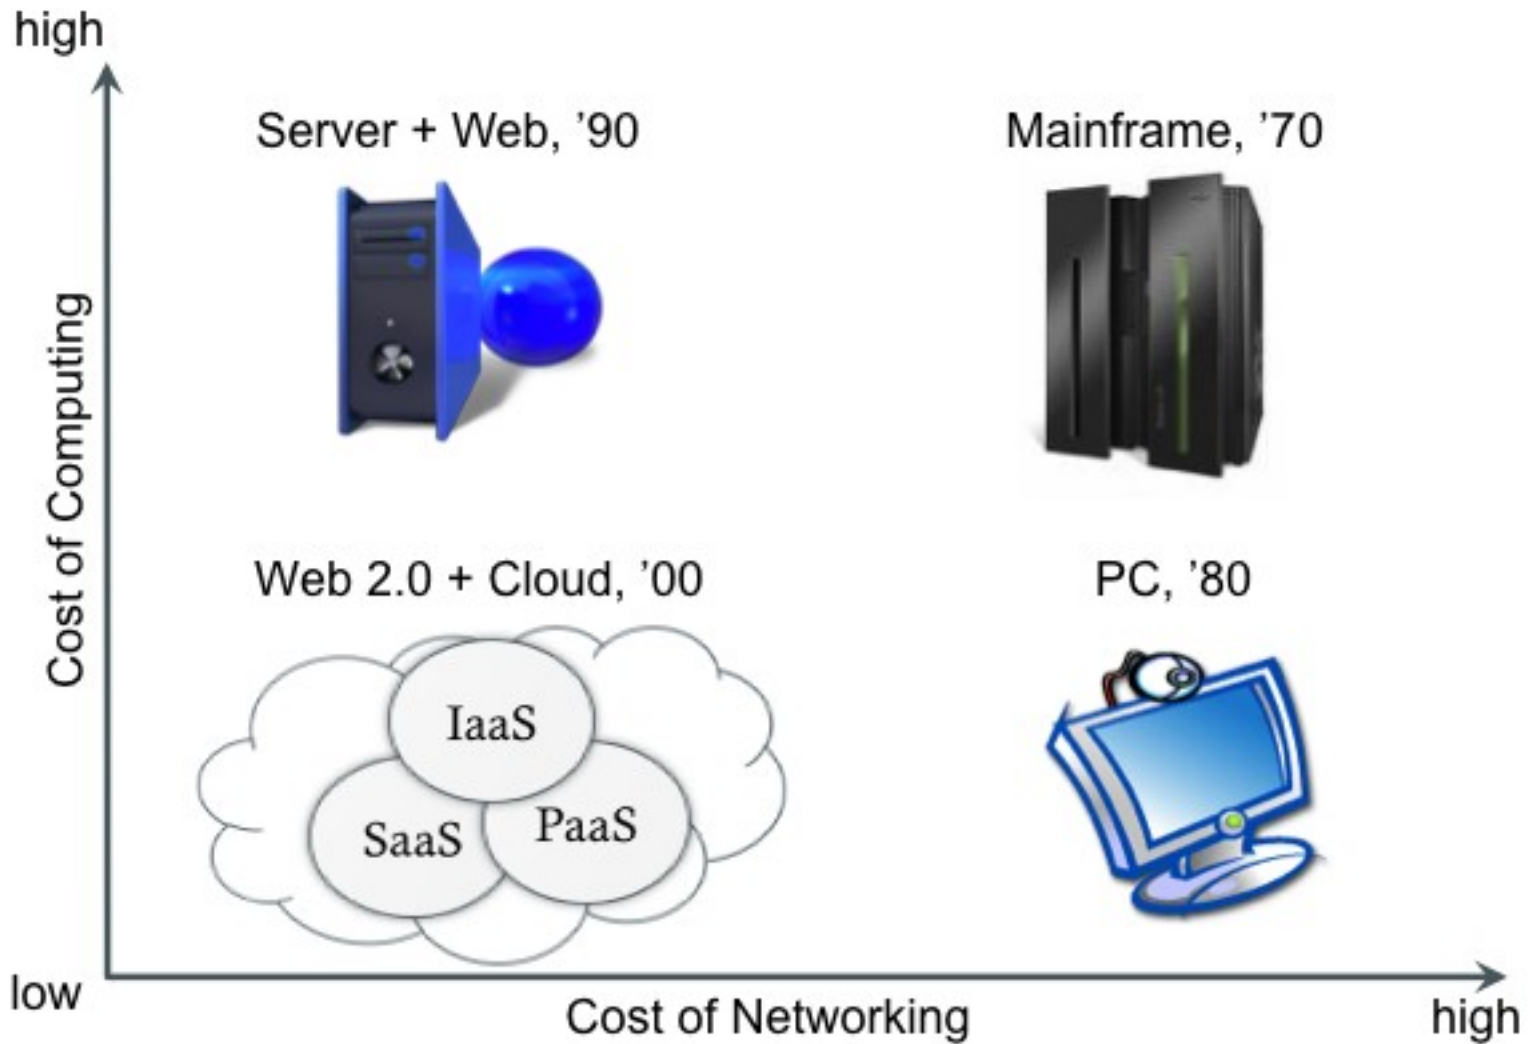 high
Server + Web, ’90
Mainframe, ’70
Cost of Computing
Web 2.0 + Cloud, ’00
PC, ’80
IaaS
SaaS
PaaS
low
Cost of Networking
high